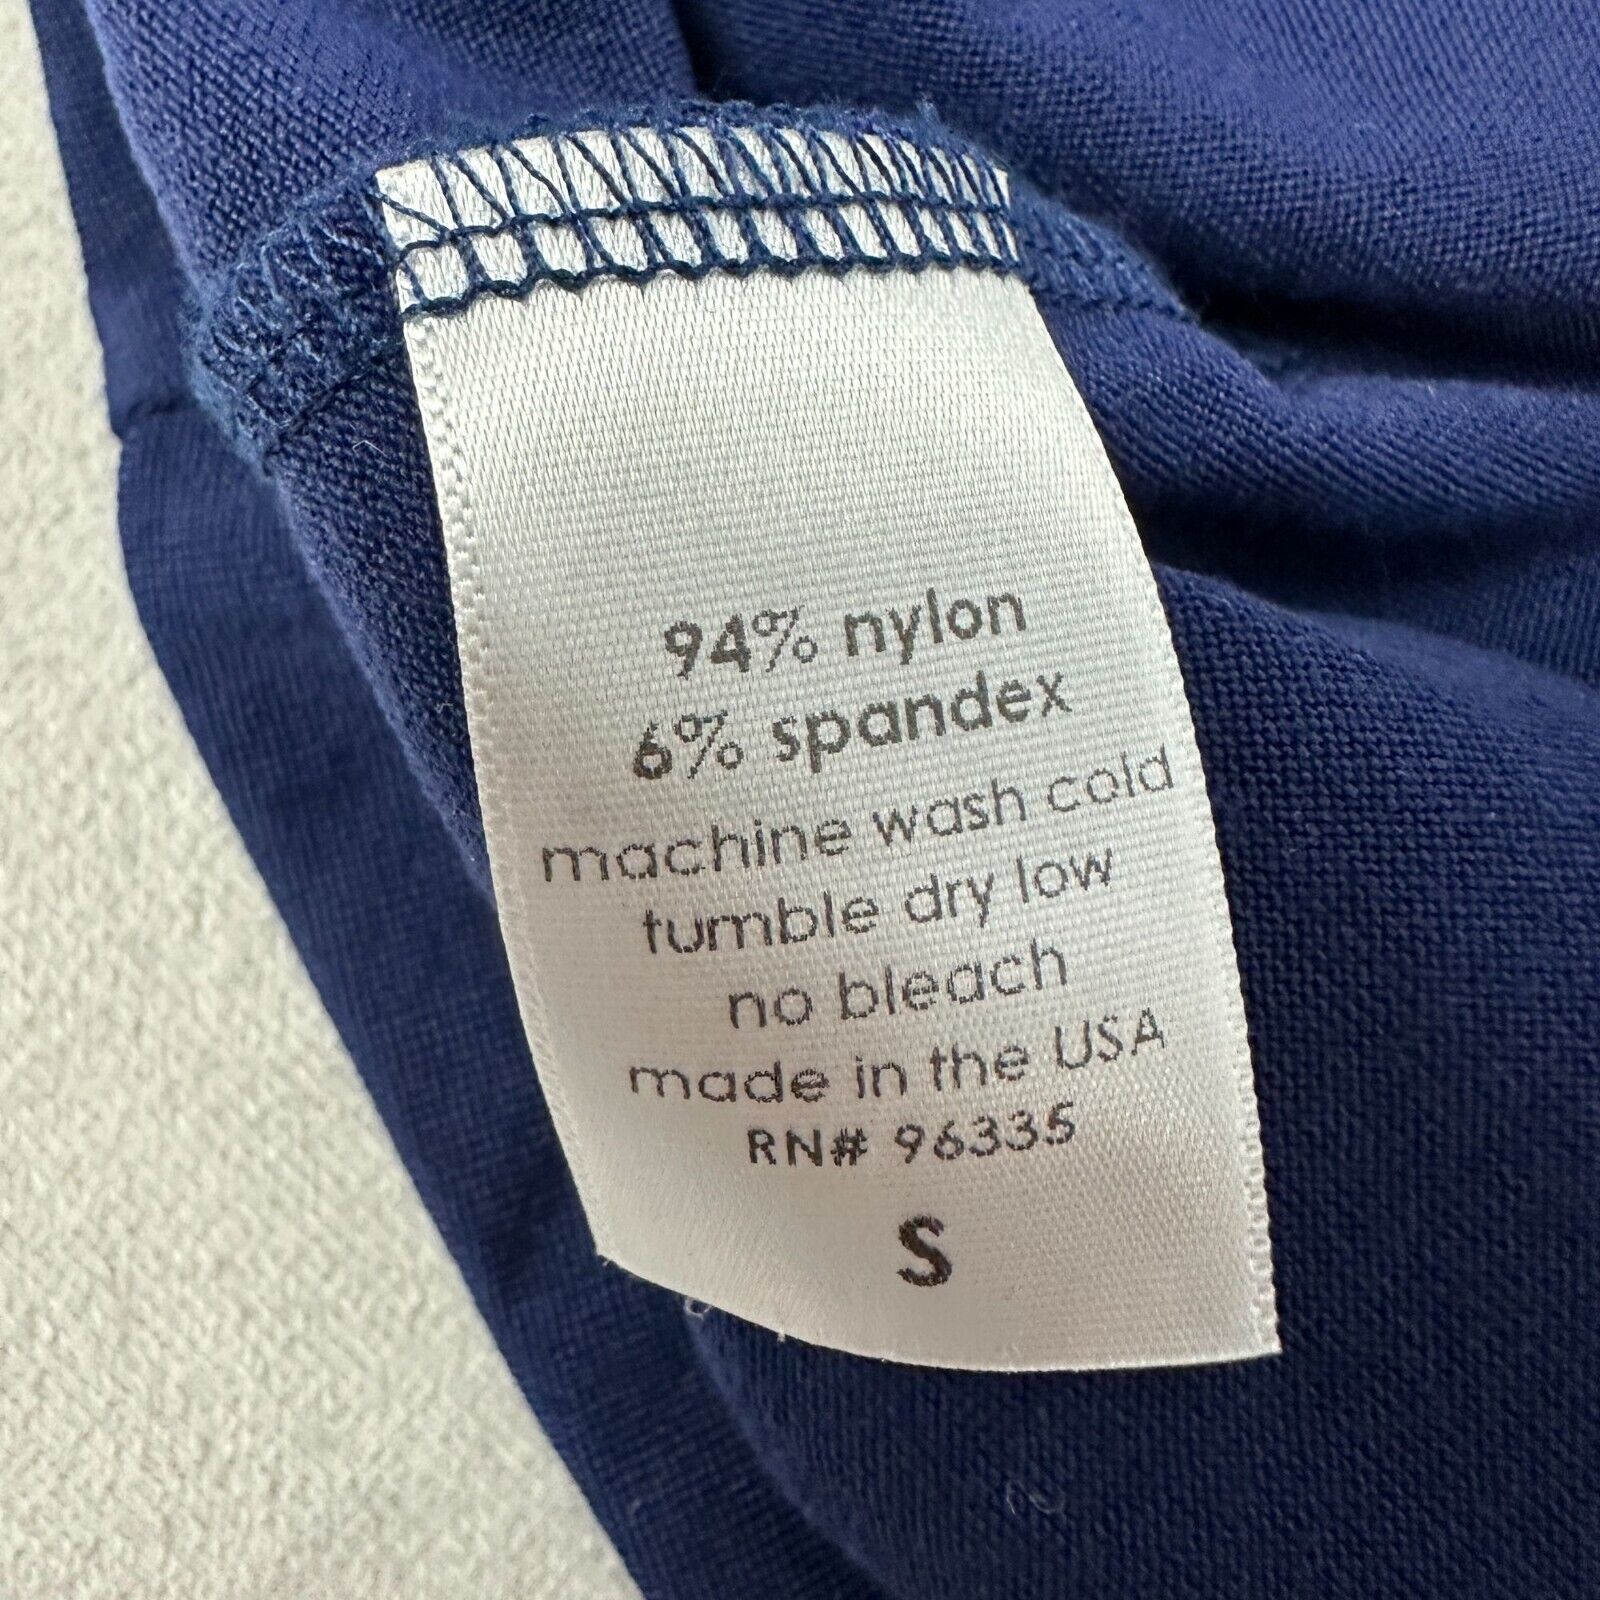 94% nylon
6% spandex
machine wash cold
tumble dry low
no bleach
made in the USA
RN# 96335
S